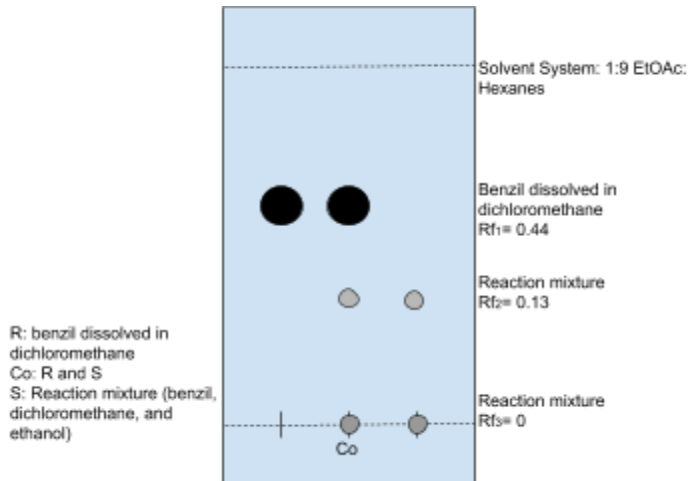 Solvent System: 1:9 EtOAc:
Hexanes
Benzil dissolved in
dichloromethane
Rf₁= 0.44
Reaction mixture
Rf₂= 0.13
R: benzil dissolved in
dichloromethane
Co: R and S
S: Reaction mixture (benzil,
dichloromethane, and
ethanol)
Reaction mixture
Rf₃= 0
Co